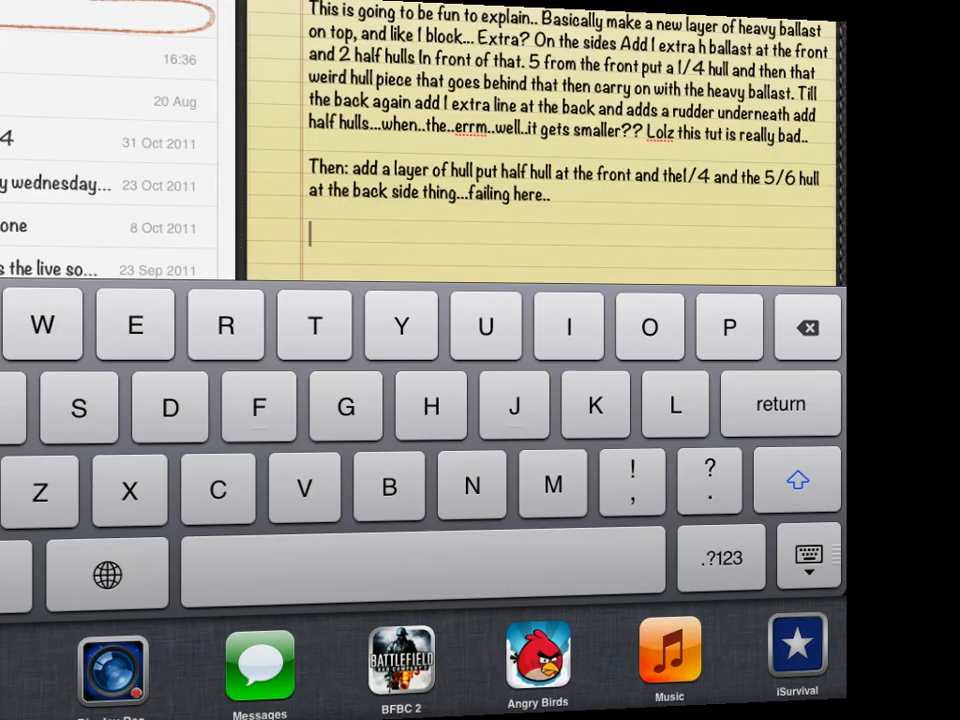 This is going to be fun to explain.. Basically make a new layer of heavy ballast
on top, and like 1 block... Extra? On the sides Add 1 extra h ballast at the front
and 2 half hulls In front of that. 5 from the front put a 1/4 hull and then that
weird hull piece that goes behind that then carry on with the heavy ballast. Till
the back again add 1 extra line at the back and adds a rudder underneath add
half hulls...when..the..errm..well..it gets smaller?? Lolz this tut is really bad..
Then: add a layer of hull put half hull at the front and the1/4 and the 5/6 hull
at the back side thing...failing here..
16:36
20 Aug
4 31 Oct 2011
y wednesday... 23 Oct 2011
one 8 Oct 2011
s the live so... 23 Sep 2011
W E R T Y U I O P
S D F G H J K L return
Z X C V B N M ! , ? .
.?123
Messages BFBC 2 Angry Birds Music iSurvival
BATTLEFIELD